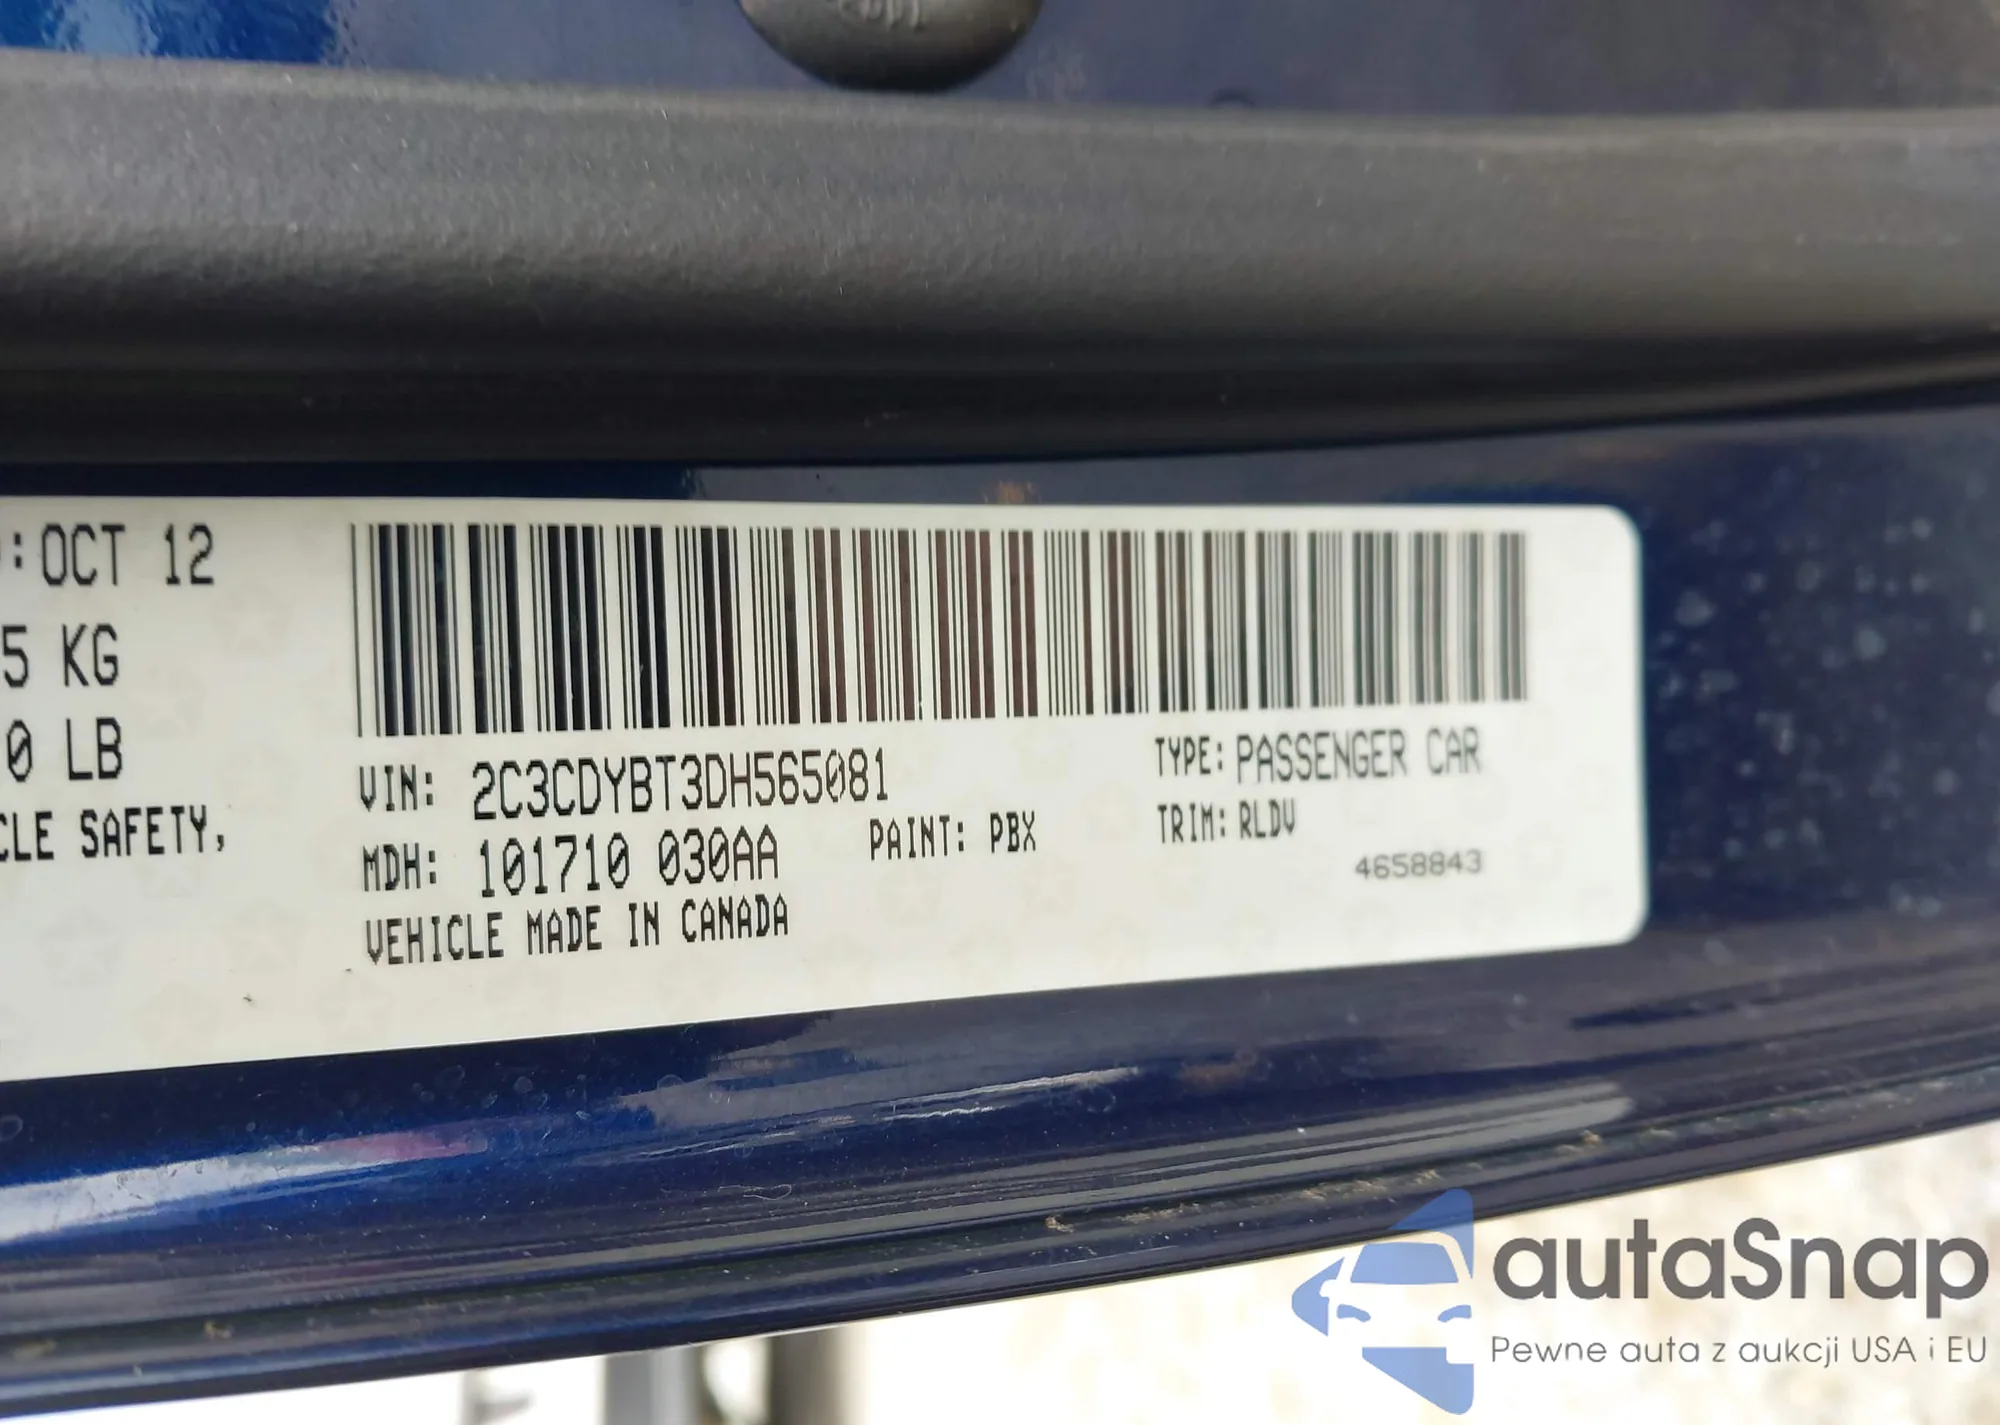 : OCT 12
5 KG
0 LB
CLE SAFETY,
VIN: 2C3CDYBT3DH565081
TYPE: PASSENGER CAR
MDH: 101710 030AA
PAINT: PBX
TRIM: RLDV
VEHICLE MADE IN CANADA
4658843
autaSnap
Pewne auta z aukcji USA i EU